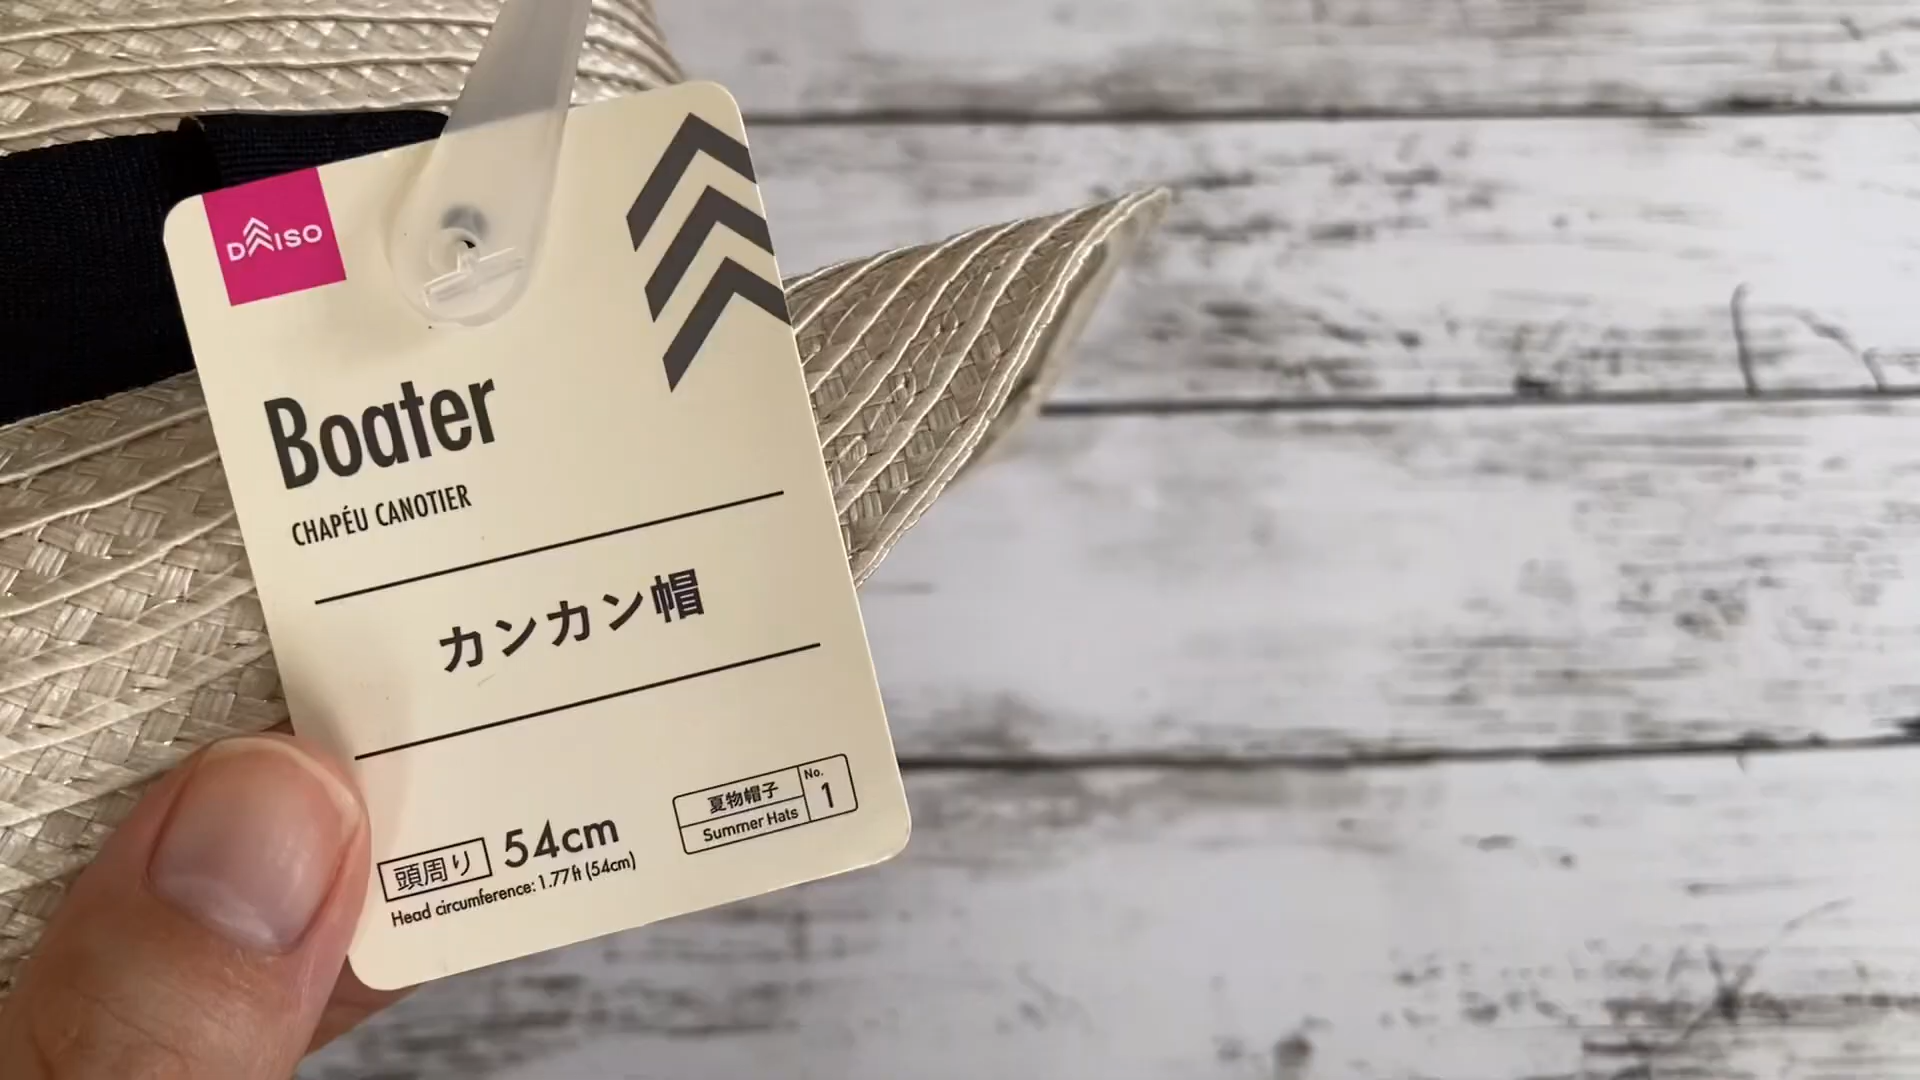 DAISO
Boater
CHAPÉU CANOTIER
カンカン帽
頭周り 54cm
Head circumference: 1.77ft (54cm)
夏物帽子
Summer Hats
No.
1